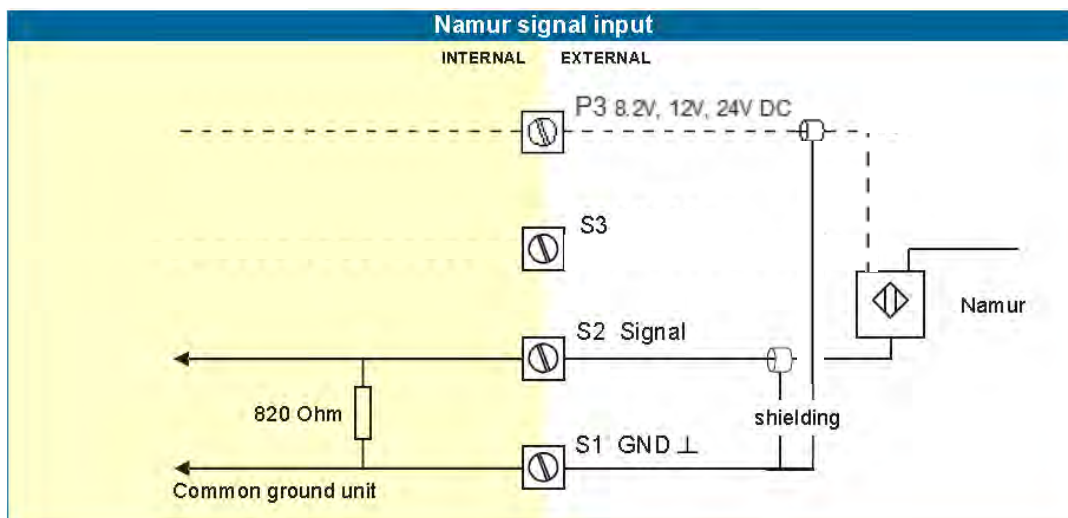 Namur signal input
INTERNAL EXTERNAL
P3 8.2V, 12V, 24V DC
S3
Namur
S2 Signal
820 Ohm
shielding
S1 GND ⊥
Common ground unit